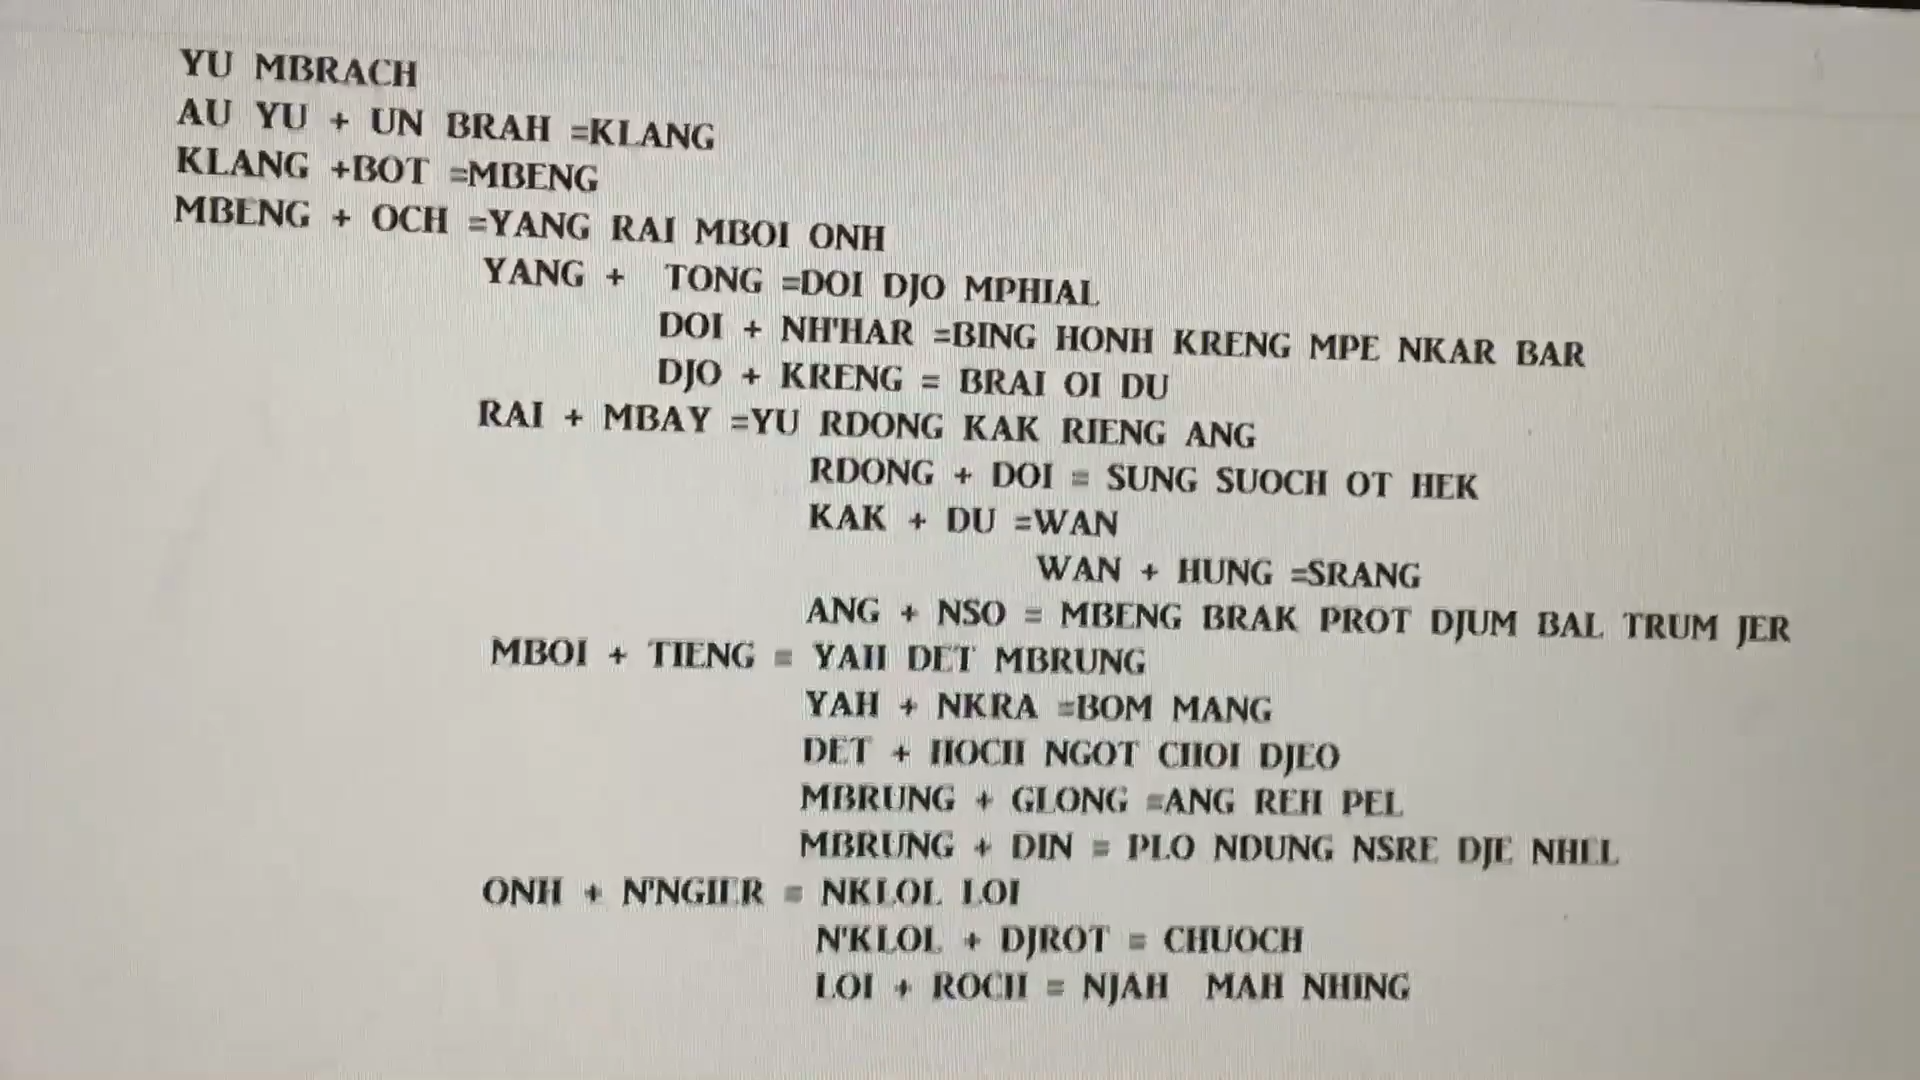 YU MBRACH
AU YU + UN BRAH =KLANG
KLANG +BOT =MBENG
MBENG + OCH =YANG RAI MBOI ONH
YANG + TONG =DOI DJO MPHIAL
DOI + NH'HAR =BING HONH KRENG MPE NKAR BAR
DJO + KRENG = BRAI OI DU
RAI + MBAY =YU RDONG KAK RIENG ANG
RDONG + DOI = SUNG SUOCH OT HEK
KAK + DU =WAN
WAN + HUNG =SRANG
ANG + NSO = MBENG BRAK PROT DJUM BAL TRUM JER
MBOI + TIENG = YAH DET MBRUNG
YAH + NKRA =BOM MANG
DET + HOCH NGOT CHOI DJEO
MBRUNG + GLONG =ANG REH PEL
MBRUNG + DIN = PLO NDUNG NSRE DJE
ONH + N'NGIER = NKLOL LOI
N'KLOL + DJROT = CHUOCH
LOI + ROCH = NJAH MAH NHING